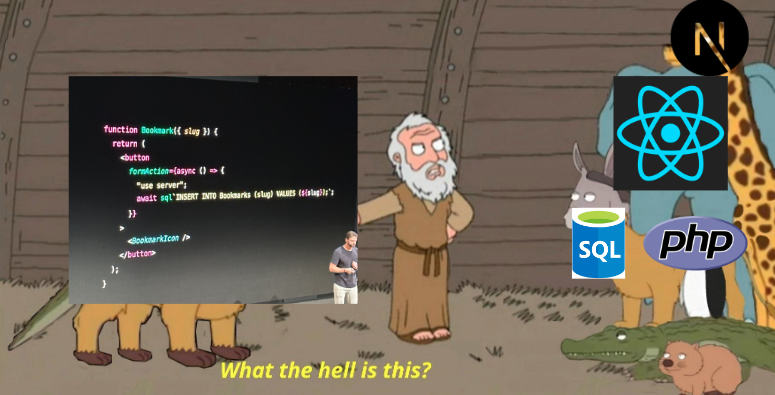 N
function Bookmark({ slug }) {
return (
<button
formAction={async () => {
"use server";
await sql`INSERT INTO Bookmarks (slug) VALUES (${slug});`;
}}
>
<BookmarkIcon />
</button>
);
}
SQL
php
What the hell is this?